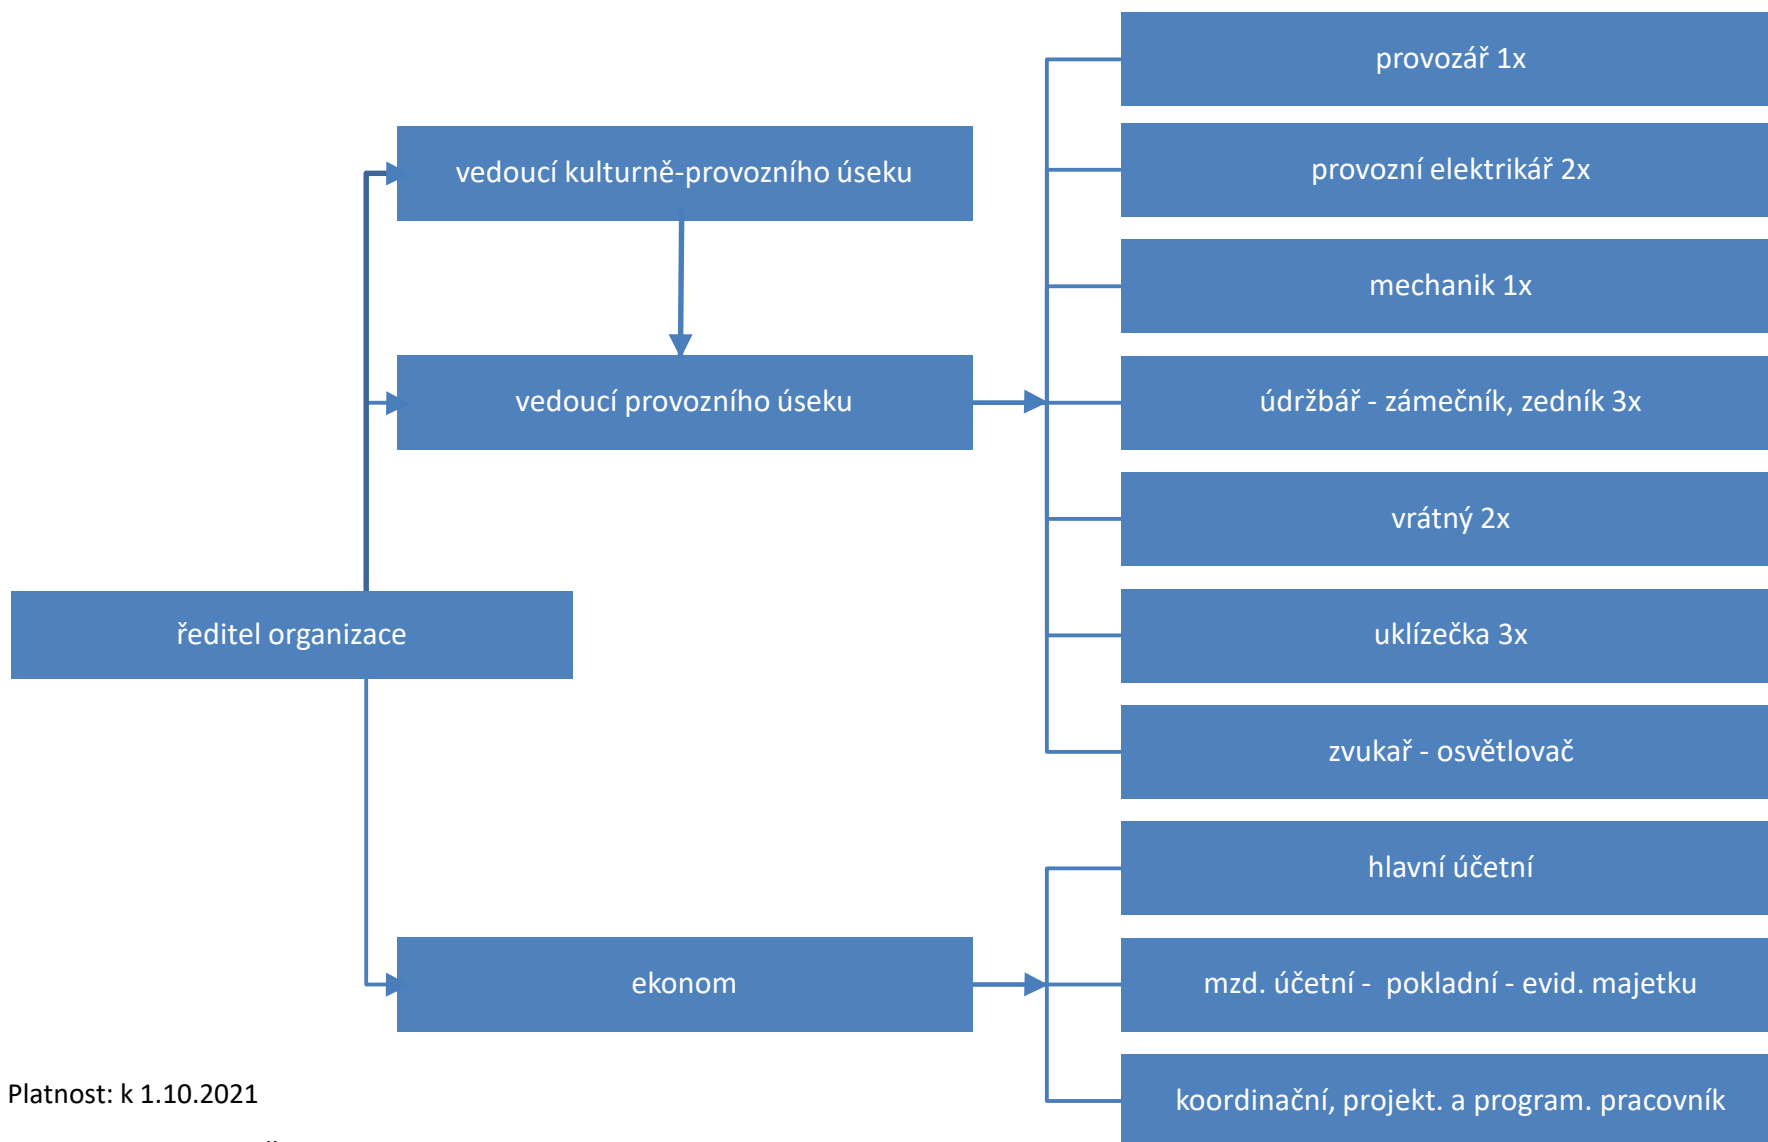 provozář 1x
vedoucí kulturně-provozního úseku
provozní elektrikář 2x
mechanik 1x
vedoucí provozního úseku
údržbář - zámečník, zedník 3x
vrátný 2x
ředitel organizace
uklízečka 3x
zvukař - osvětlovač
hlavní účetní
ekonom
mzd. účetní -  pokladní - evid. majetku
Platnost: k 1.10.2021
koordinační, projekt. a program. pracovník